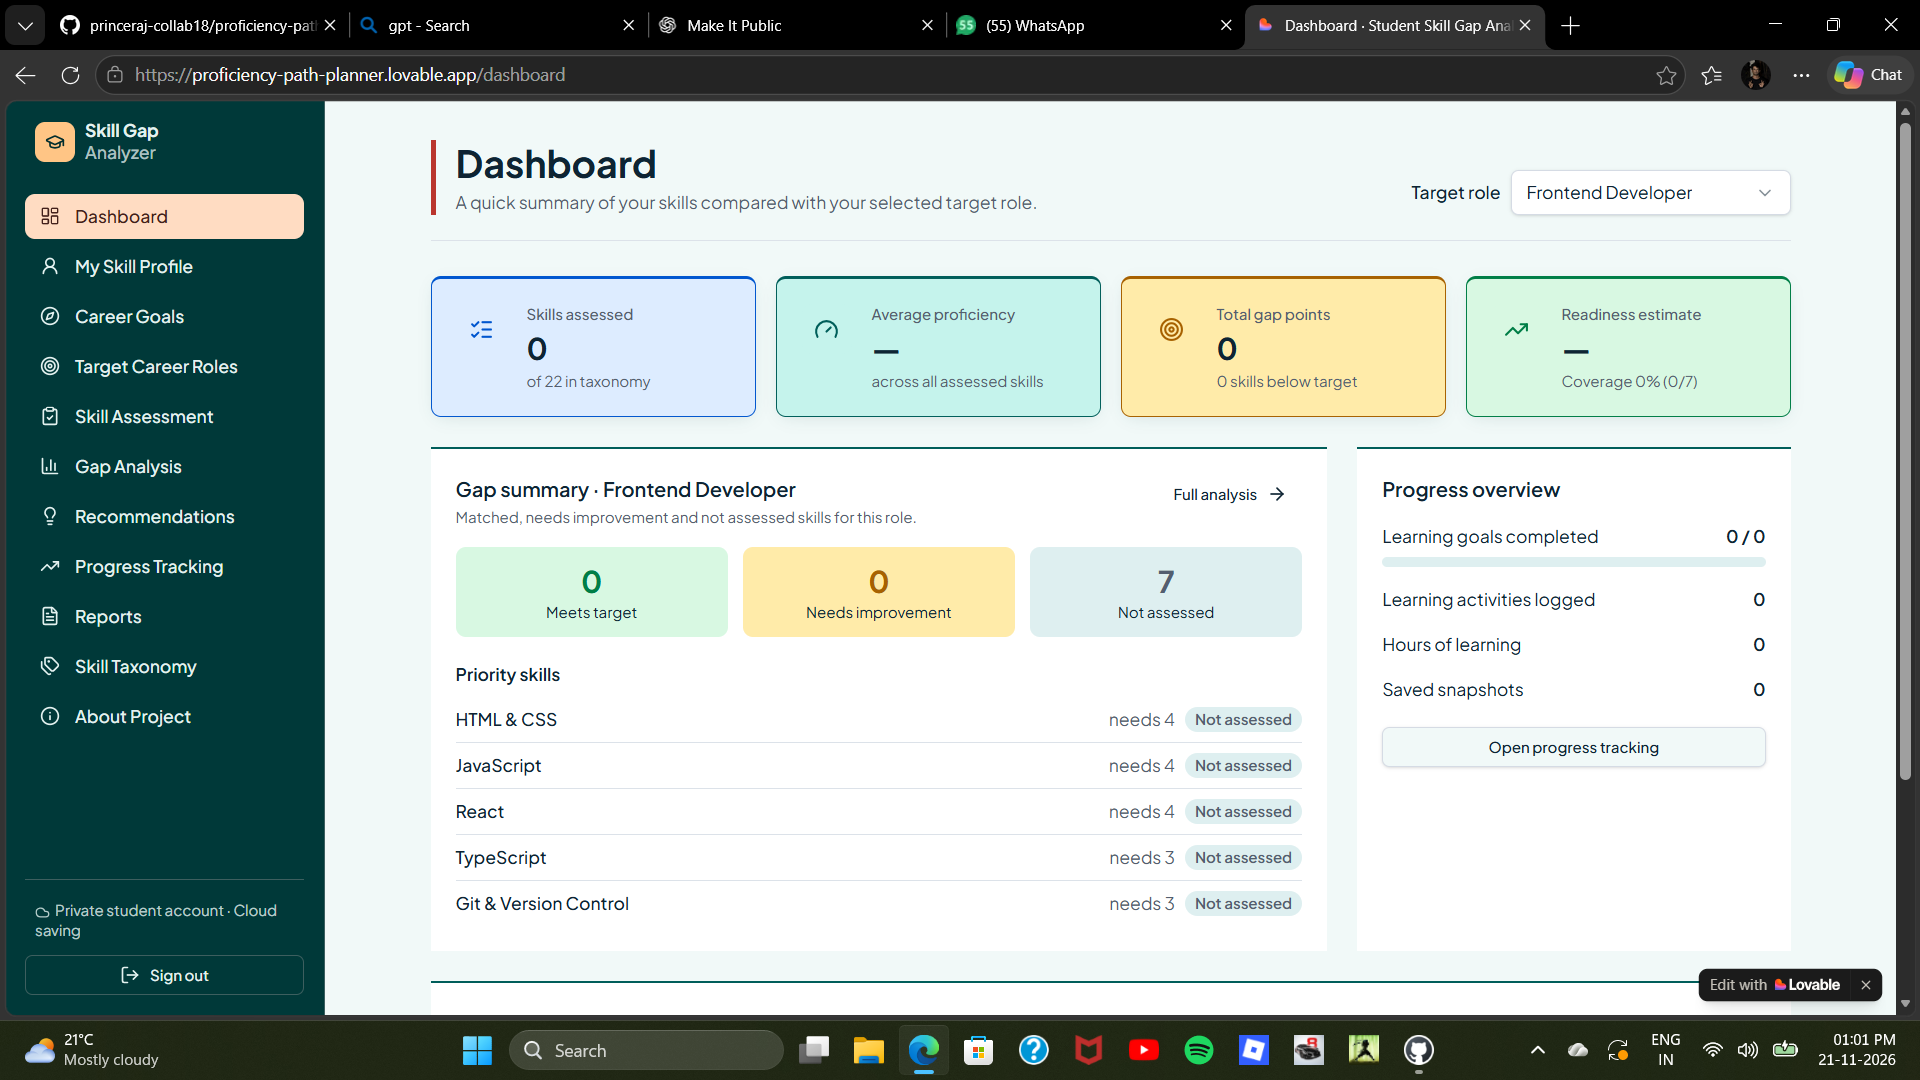 princeraj-collab18/proficiency-pat
gpt - Search
Make It Public
55
(55) WhatsApp
Dashboard · Student Skill Gap Ana
https://proficiency-path-planner.lovable.app/dashboard
Chat
Skill Gap
Analyzer
Dashboard
My Skill Profile
Career Goals
Target Career Roles
Skill Assessment
Gap Analysis
Recommendations
Progress Tracking
Reports
Skill Taxonomy
About Project
Private student account · Cloud
saving
Sign out
Dashboard
A quick summary of your skills compared with your selected target role.
Target role
Frontend Developer
Skills assessed
0
of 22 in taxonomy
Average proficiency
—
across all assessed skills
Total gap points
0
0 skills below target
Readiness estimate
—
Coverage 0% (0/7)
Gap summary · Frontend Developer
Full analysis
Matched, needs improvement and not assessed skills for this role.
0
Meets target
0
Needs improvement
7
Not assessed
Priority skills
HTML & CSS needs 4 Not assessed
JavaScript needs 4 Not assessed
React needs 4 Not assessed
TypeScript needs 3 Not assessed
Git & Version Control needs 3 Not assessed
Progress overview
Learning goals completed 0 / 0
Learning activities logged 0
Hours of learning 0
Saved snapshots 0
Open progress tracking
Edit with Lovable
21°C
Mostly cloudy
Search
ENG
IN
01:01 PM
21-11-2026